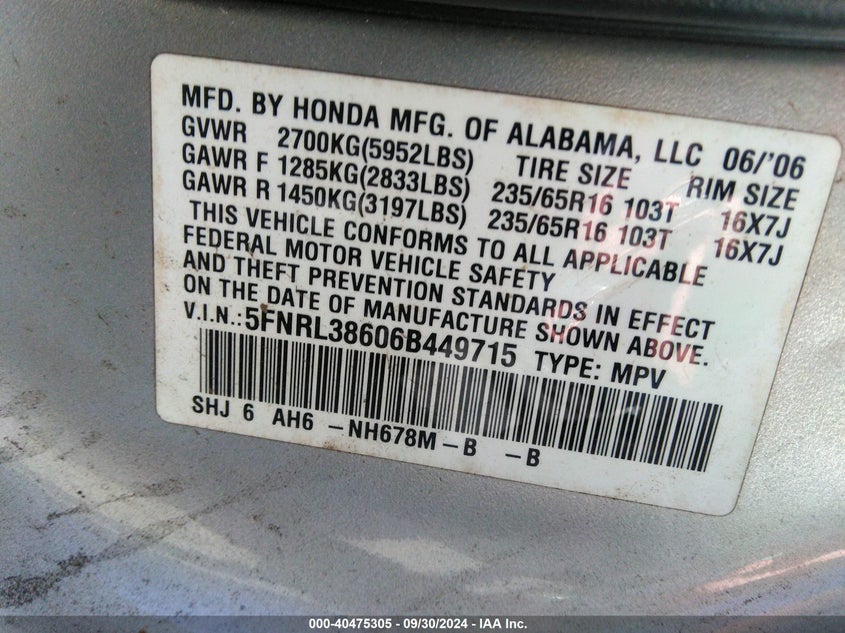 MFD. BY HONDA MFG. OF ALABAMA, LLC 06/'06
GVWR 2700KG(5952LBS) TIRE SIZE RIM SIZE
GAWR F 1285KG(2833LBS) 235/65R16 103T 16X7J
GAWR R 1450KG(3197LBS) 235/65R16 103T 16X7J
THIS VEHICLE CONFORMS TO ALL APPLICABLE
FEDERAL MOTOR VEHICLE SAFETY
AND THEFT PREVENTION STANDARDS IN EFFECT
ON THE DATE OF MANUFACTURE SHOWN ABOVE.
V.I.N.: 5FNRL38606B449715 TYPE: MPV
SHJ 6 AH6 -NH678M-B -B
000-40475305 - 09/30/2024 - IAA Inc.